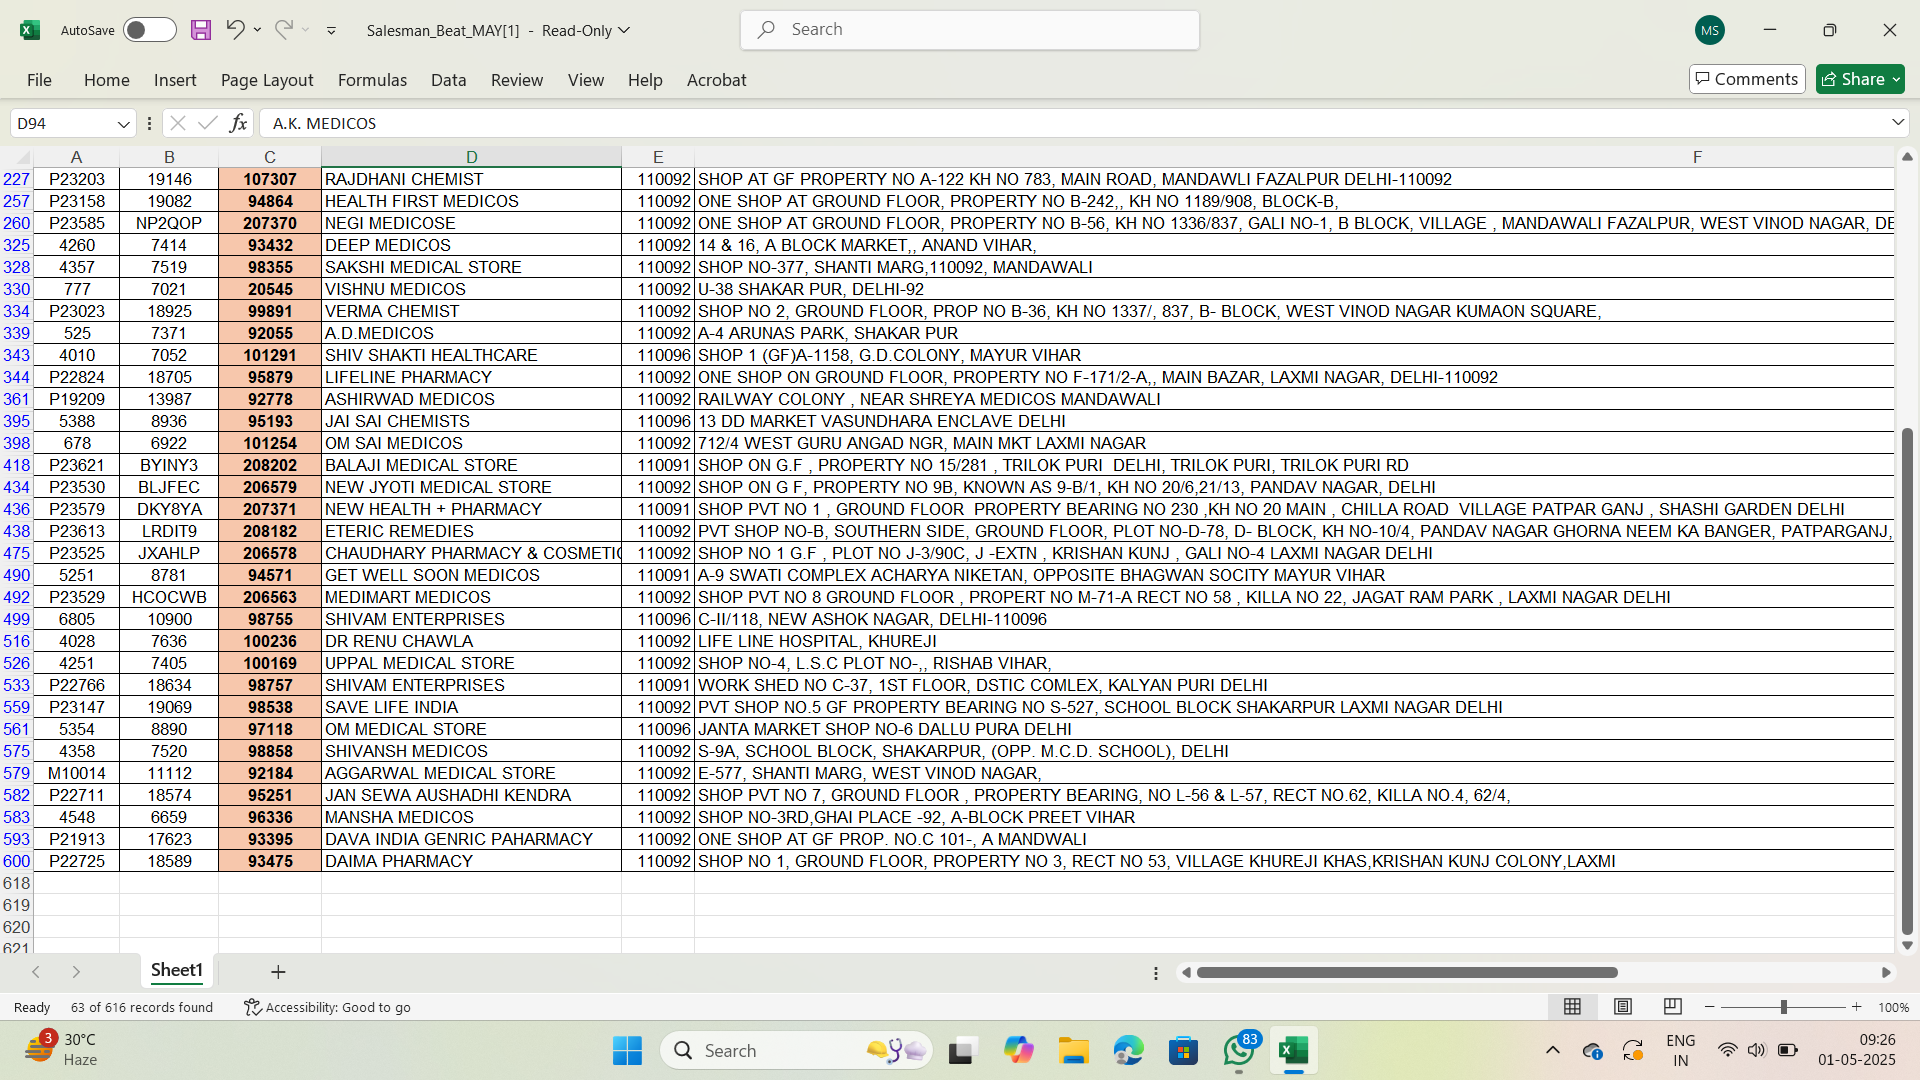 AutoSave Salesman_Beat_MAY[1] - Read-Only Search MS
File Home Insert Page Layout Formulas Data Review View Help Acrobat Comments Share
D94 fx A.K. MEDICOS
A B C D E F
227 P23203 19146 107307 RAJDHANI CHEMIST 110092 SHOP AT GF PROPERTY NO A-122 KH NO 783, MAIN ROAD, MANDAWLI FAZALPUR DELHI-110092
257 P23158 19082 94864 HEALTH FIRST MEDICOS 110092 ONE SHOP AT GROUND FLOOR, PROPERTY NO B-242,, KH NO 1189/908, BLOCK-B,
260 P23585 NP2QOP 207370 NEGI MEDICOSE 110092 ONE SHOP AT GROUND FLOOR, PROPERTY NO B-56, KH NO 1336/837, GALI NO-1, B BLOCK, VILLAGE , MANDAWALI FAZALPUR, WEST VINOD NAGAR, DE
325 4260 7414 93432 DEEP MEDICOS 110092 14 & 16, A BLOCK MARKET,, ANAND VIHAR,
328 4357 7519 98355 SAKSHI MEDICAL STORE 110092 SHOP NO-377, SHANTI MARG,110092, MANDAWALI
330 777 7021 20545 VISHNU MEDICOS 110092 U-38 SHAKAR PUR, DELHI-92
334 P23023 18925 99891 VERMA CHEMIST 110092 SHOP NO 2, GROUND FLOOR, PROP NO B-36, KH NO 1337/, 837, B- BLOCK, WEST VINOD NAGAR KUMAON SQUARE,
339 525 7371 92055 A.D.MEDICOS 110092 A-4 ARUNAS PARK, SHAKAR PUR
343 4010 7052 101291 SHIV SHAKTI HEALTHCARE 110096 SHOP 1 (GF)A-1158, G.D.COLONY, MAYUR VIHAR
344 P22824 18705 95879 LIFELINE PHARMACY 110092 ONE SHOP ON GROUND FLOOR, PROPERTY NO F-171/2-A,, MAIN BAZAR, LAXMI NAGAR, DELHI-110092
361 P19209 13987 92778 ASHIRWAD MEDICOS 110092 RAILWAY COLONY , NEAR SHREYA MEDICOS MANDAWALI
395 5388 8936 95193 JAI SAI CHEMISTS 110096 13 DD MARKET VASUNDHARA ENCLAVE DELHI
398 678 6922 101254 OM SAI MEDICOS 110092 712/4 WEST GURU ANGAD NGR, MAIN MKT LAXMI NAGAR
418 P23621 BYINY3 208202 BALAJI MEDICAL STORE 110091 SHOP ON G.F , PROPERTY NO 15/281 , TRILOK PURI  DELHI, TRILOK PURI, TRILOK PURI RD
434 P23530 BLJFEC 206579 NEW JYOTI MEDICAL STORE 110092 SHOP ON G F, PROPERTY NO 9B, KNOWN AS 9-B/1, KH NO 20/6,21/13, PANDAV NAGAR, DELHI
436 P23579 DKY8YA 207371 NEW HEALTH + PHARMACY 110091 SHOP PVT NO 1 , GROUND FLOOR  PROPERTY BEARING NO 230 ,KH NO 20 MAIN , CHILLA ROAD  VILLAGE PATPAR GANJ , SHASHI GARDEN DELHI
438 P23613 LRDIT9 208182 ETERIC REMEDIES 110092 PVT SHOP NO-B, SOUTHERN SIDE, GROUND FLOOR, PLOT NO-D-78, D- BLOCK, KH NO-10/4, PANDAV NAGAR GHORNA NEEM KA BANGER, PATPARGANJ,
475 P23525 JXAHLP 206578 CHAUDHARY PHARMACY & COSMETIC 110092 SHOP NO 1 G.F , PLOT NO J-3/90C, J -EXTN , KRISHAN KUNJ , GALI NO-4 LAXMI NAGAR DELHI
490 5251 8781 94571 GET WELL SOON MEDICOS 110091 A-9 SWATI COMPLEX ACHARYA NIKETAN, OPPOSITE BHAGWAN SOCITY MAYUR VIHAR
492 P23529 HCOCWB 206563 MEDIMART MEDICOS 110092 SHOP PVT NO 8 GROUND FLOOR , PROPERT NO M-71-A RECT NO 58 , KILLA NO 22, JAGAT RAM PARK , LAXMI NAGAR DELHI
499 6805 10900 98755 SHIVAM ENTERPRISES 110096 C-II/118, NEW ASHOK NAGAR, DELHI-110096
516 4028 7636 100236 DR RENU CHAWLA 110092 LIFE LINE HOSPITAL, KHUREJI
526 4251 7405 100169 UPPAL MEDICAL STORE 110092 SHOP NO-4, L.S.C PLOT NO-,, RISHAB VIHAR,
533 P22766 18634 98757 SHIVAM ENTERPRISES 110091 WORK SHED NO C-37, 1ST FLOOR, DSTIC COMLEX, KALYAN PURI DELHI
559 P23147 19069 98538 SAVE LIFE INDIA 110092 PVT SHOP NO.5 GF PROPERTY BEARING NO S-527, SCHOOL BLOCK SHAKARPUR LAXMI NAGAR DELHI
561 5354 8890 97118 OM MEDICAL STORE 110096 JANTA MARKET SHOP NO-6 DALLU PURA DELHI
575 4358 7520 98858 SHIVANSH MEDICOS 110092 S-9A, SCHOOL BLOCK, SHAKARPUR, (OPP. M.C.D. SCHOOL), DELHI
579 M10014 11112 92184 AGGARWAL MEDICAL STORE 110092 E-577, SHANTI MARG, WEST VINOD NAGAR,
582 P22711 18574 95251 JAN SEWA AUSHADHI KENDRA 110092 SHOP PVT NO 7, GROUND FLOOR , PROPERTY BEARING, NO L-56 & L-57, RECT NO.62, KILLA NO.4, 62/4,
583 4548 6659 96336 MANSHA MEDICOS 110092 SHOP NO-3RD,GHAI PLACE -92, A-BLOCK PREET VIHAR
593 P21913 17623 93395 DAVA INDIA GENRIC PAHARMACY 110092 ONE SHOP AT GF PROP. NO.C 101-, A MANDWALI
600 P22725 18589 93475 DAIMA PHARMACY 110092 SHOP NO 1, GROUND FLOOR, PROPERTY NO 3, RECT NO 53, VILLAGE KHUREJI KHAS,KRISHAN KUNJ COLONY,LAXMI
618
619
620
621
Sheet1
Ready 63 of 616 records found Accessibility: Good to go 100%
3 30°C Haze Search 83 ENG IN 09:26 01-05-2025